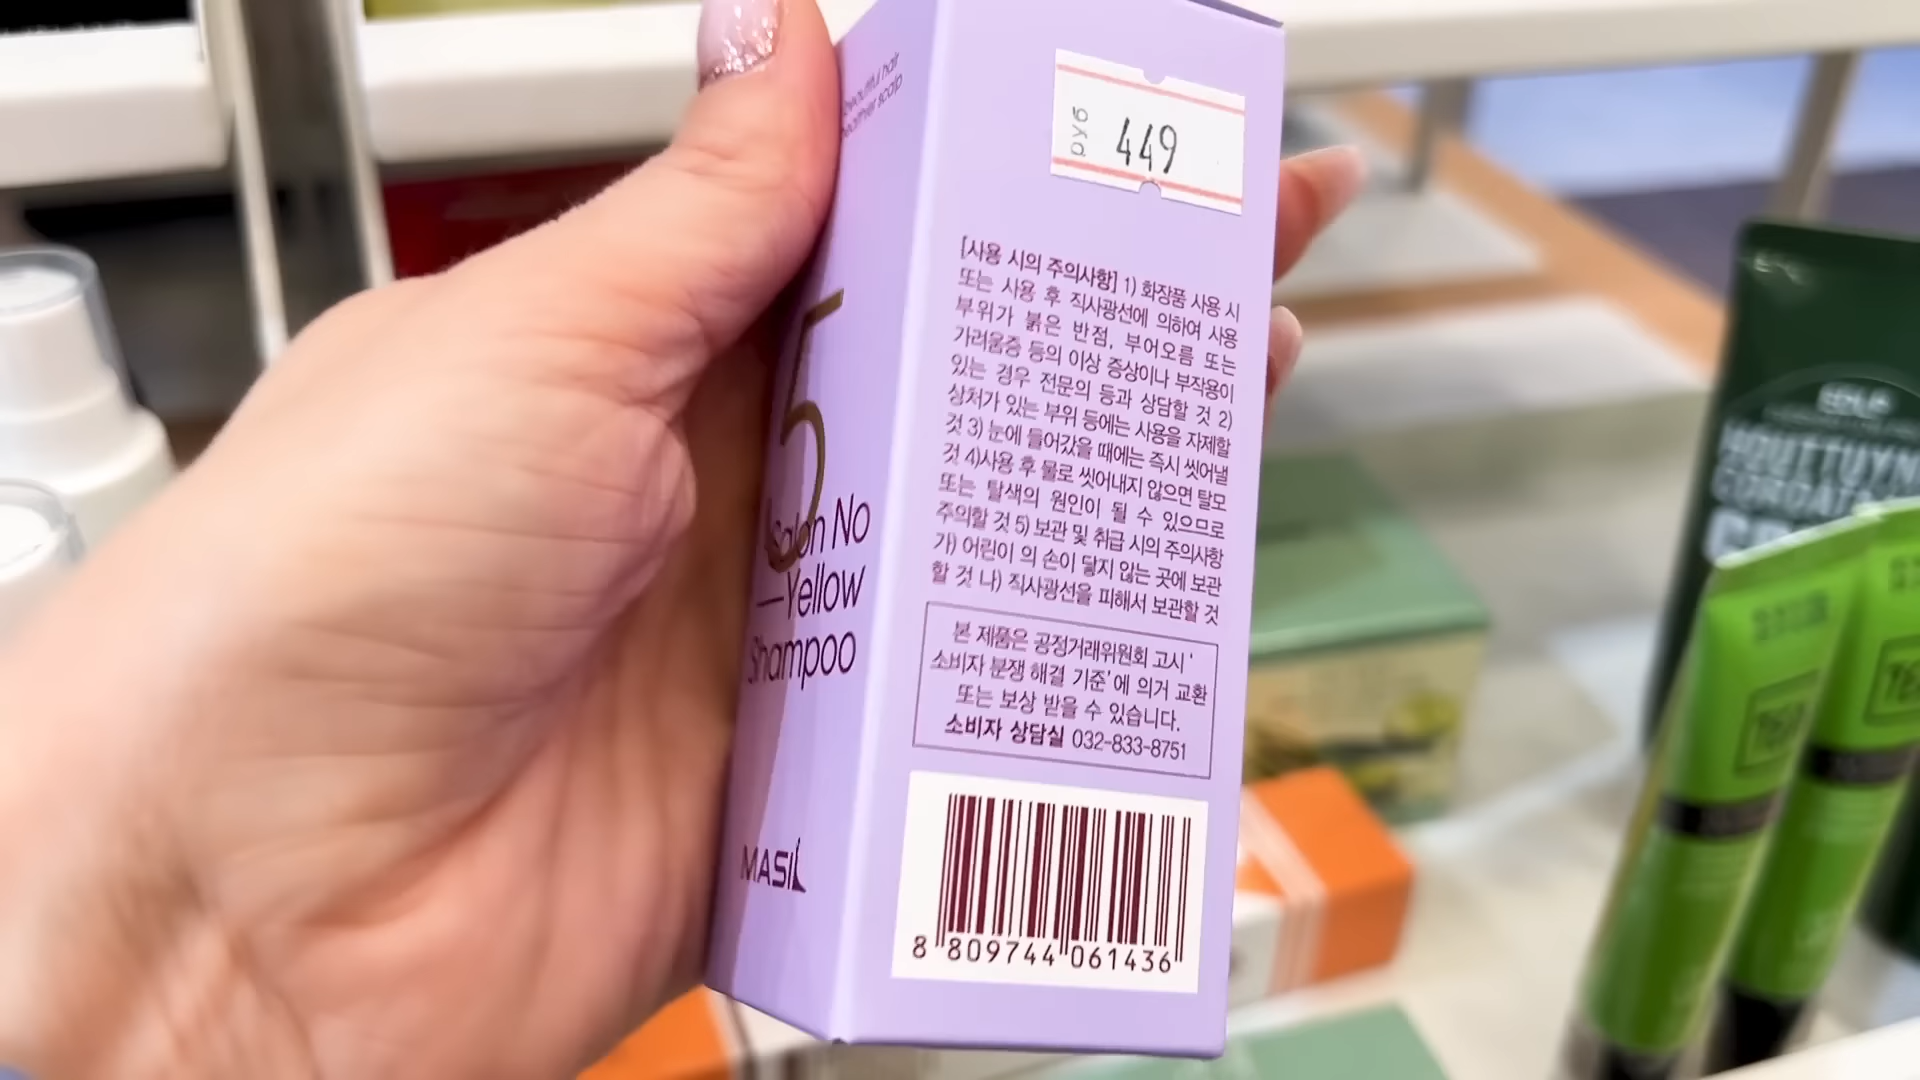 beautiful hair
healthier scalp
5
Salon No
—Yellow
Shampoo
MASIL
руб 449
[사용 시의 주의사항] 1) 화장품 사용 시
또는 사용 후 직사광선에 의하여 사용
부위가 붉은 반점, 부어오름 또는
가려움증 등의 이상 증상이나 부작용이
있는 경우 전문의 등과 상담할 것 2)
상처가 있는 부위 등에는 사용을 자제할
것 3) 눈에 들어갔을 때에는 즉시 씻어낼
것 4)사용 후 물로 씻어내지 않으면 탈모
또는 탈색의 원인이 될 수 있으므로
주의할 것 5) 보관 및 취급 시의 주의사항
가) 어린이 의 손이 닿지 않는 곳에 보관
할 것 나) 직사광선을 피해서 보관할 것
본 제품은 공정거래위원회 고시 '
소비자 분쟁 해결 기준'에 의거 교환
또는 보상 받을 수 있습니다.
소비자 상담실 032-833-8751
8 809744 061436
HOUTTUYN
CORDATA